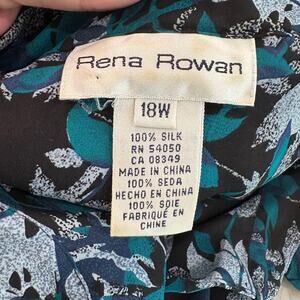 Rena Rowan
18W
100% SILK
RN 54050
CA 08349
MADE IN CHINA
100% SEDA
HECHO EN CHINA
100% SOIE
FABRIQUÉ EN
CHINE